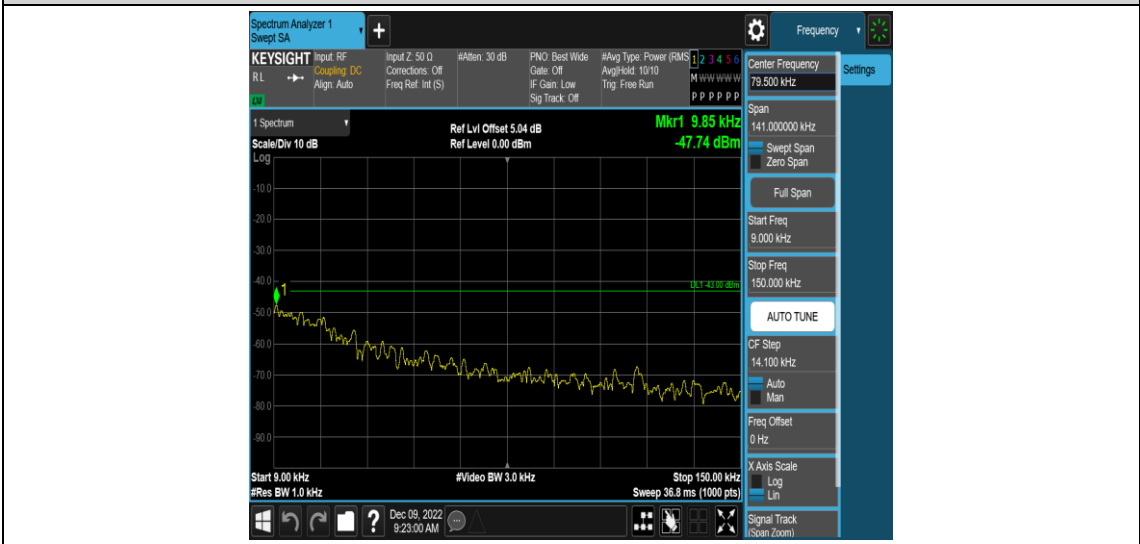 Spectrum Analyzer 1
Swept SA
+
Frequency
KEYSIGHT
RL
LXI
Input: RF
Coupling: DC
Align: Auto
Input Z: 50 Ω
Corrections: Off
Freq Ref: Int (S)
#Atten: 30 dB
PNO: Best Wide
Gate: Off
IF Gain: Low
Sig Track: Off
#Avg Type: Power (RMS
Avg|Hold: 10/10
Trig: Free Run
1 2 3 4 5 6
M W W W W W
P P P P P P
1 Spectrum
Scale/Div 10 dB
Log
Ref Lvl Offset 5.04 dB
Ref Level 0.00 dBm
Mkr1 9.85 kHz
-47.74 dBm
-10.0
-20.0
-30.0
-40.0
-50.0
-60.0
-70.0
-80.0
-90.0
1
DL1 -43.00 dBm
Start 9.00 kHz
#Res BW 1.0 kHz
#Video BW 3.0 kHz
Stop 150.00 kHz
Sweep 36.8 ms (1000 pts)
?
Dec 09, 2022
9:23:00 AM
Center Frequency
79.500 kHz
Settings
Span
141.000000 kHz
Swept Span
Zero Span
Full Span
Start Freq
9.000 kHz
Stop Freq
150.000 kHz
AUTO TUNE
CF Step
14.100 kHz
Auto
Man
Freq Offset
0 Hz
X Axis Scale
Log
Lin
Signal Track
(Span Zoom)